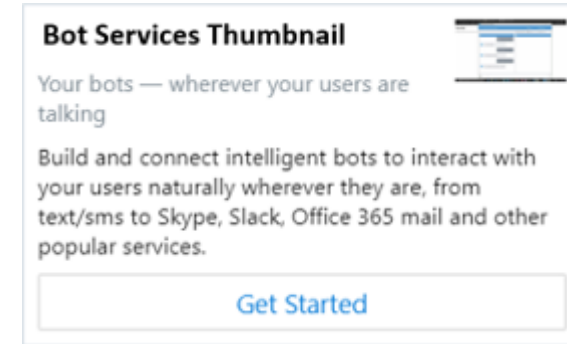 Bot Services Thumbnail
Your bots — wherever your users are
talking
Build and connect intelligent bots to interact with
your users naturally wherever they are, from
text/sms to Skype, Slack, Office 365 mail and other
popular services.
Get Started